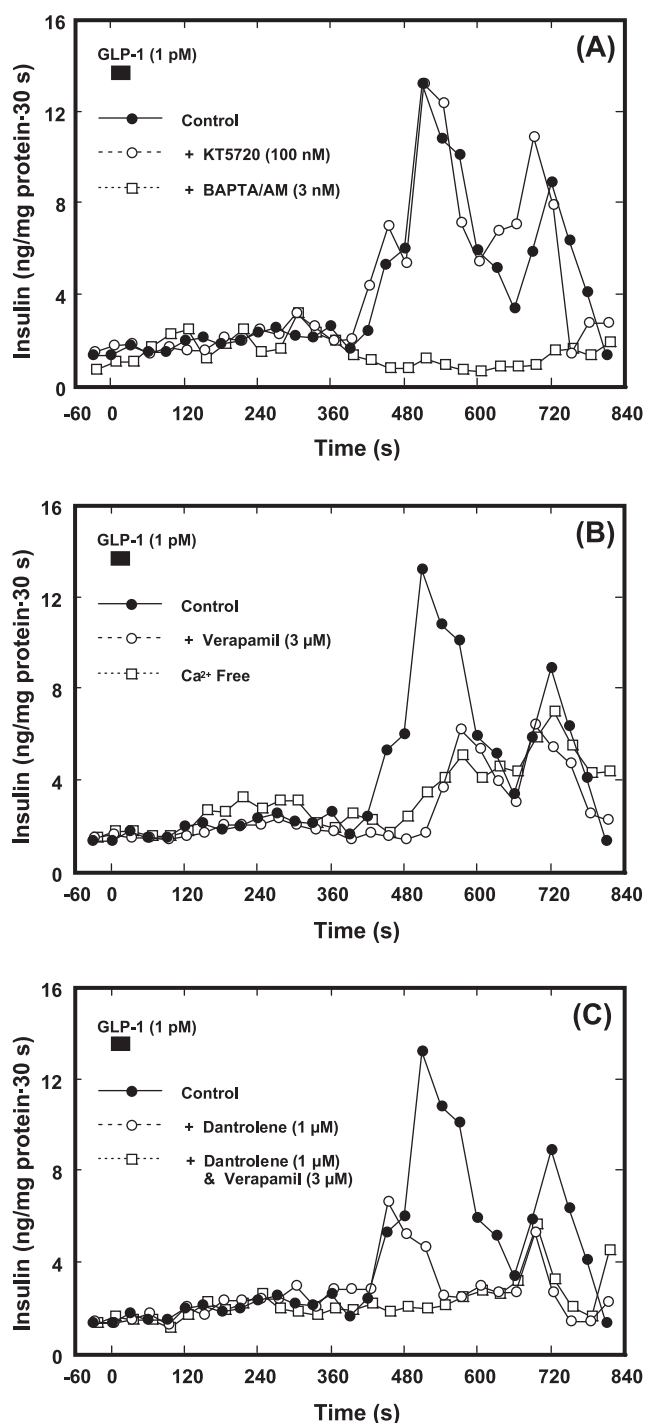 16
12
8
4
0
Insulin (ng/mg protein·30 s)
(A)
GLP-1 (1 pM)
Control
+ KT5720 (100 nM)
+ BAPTA/AM (3 nM)
-60 0 120 240 360 480 600 720 840
Time (s)
16
12
8
4
0
Insulin (ng/mg protein·30 s)
(B)
GLP-1 (1 pM)
Control
+ Verapamil (3 µM)
Ca²⁺ Free
-60 0 120 240 360 480 600 720 840
Time (s)
16
12
8
4
0
Insulin (ng/mg protein·30 s)
(C)
GLP-1 (1 pM)
Control
+ Dantrolene (1 µM)
+ Dantrolene (1 µM)
& Verapamil (3 µM)
-60 0 120 240 360 480 600 720 840
Time (s)